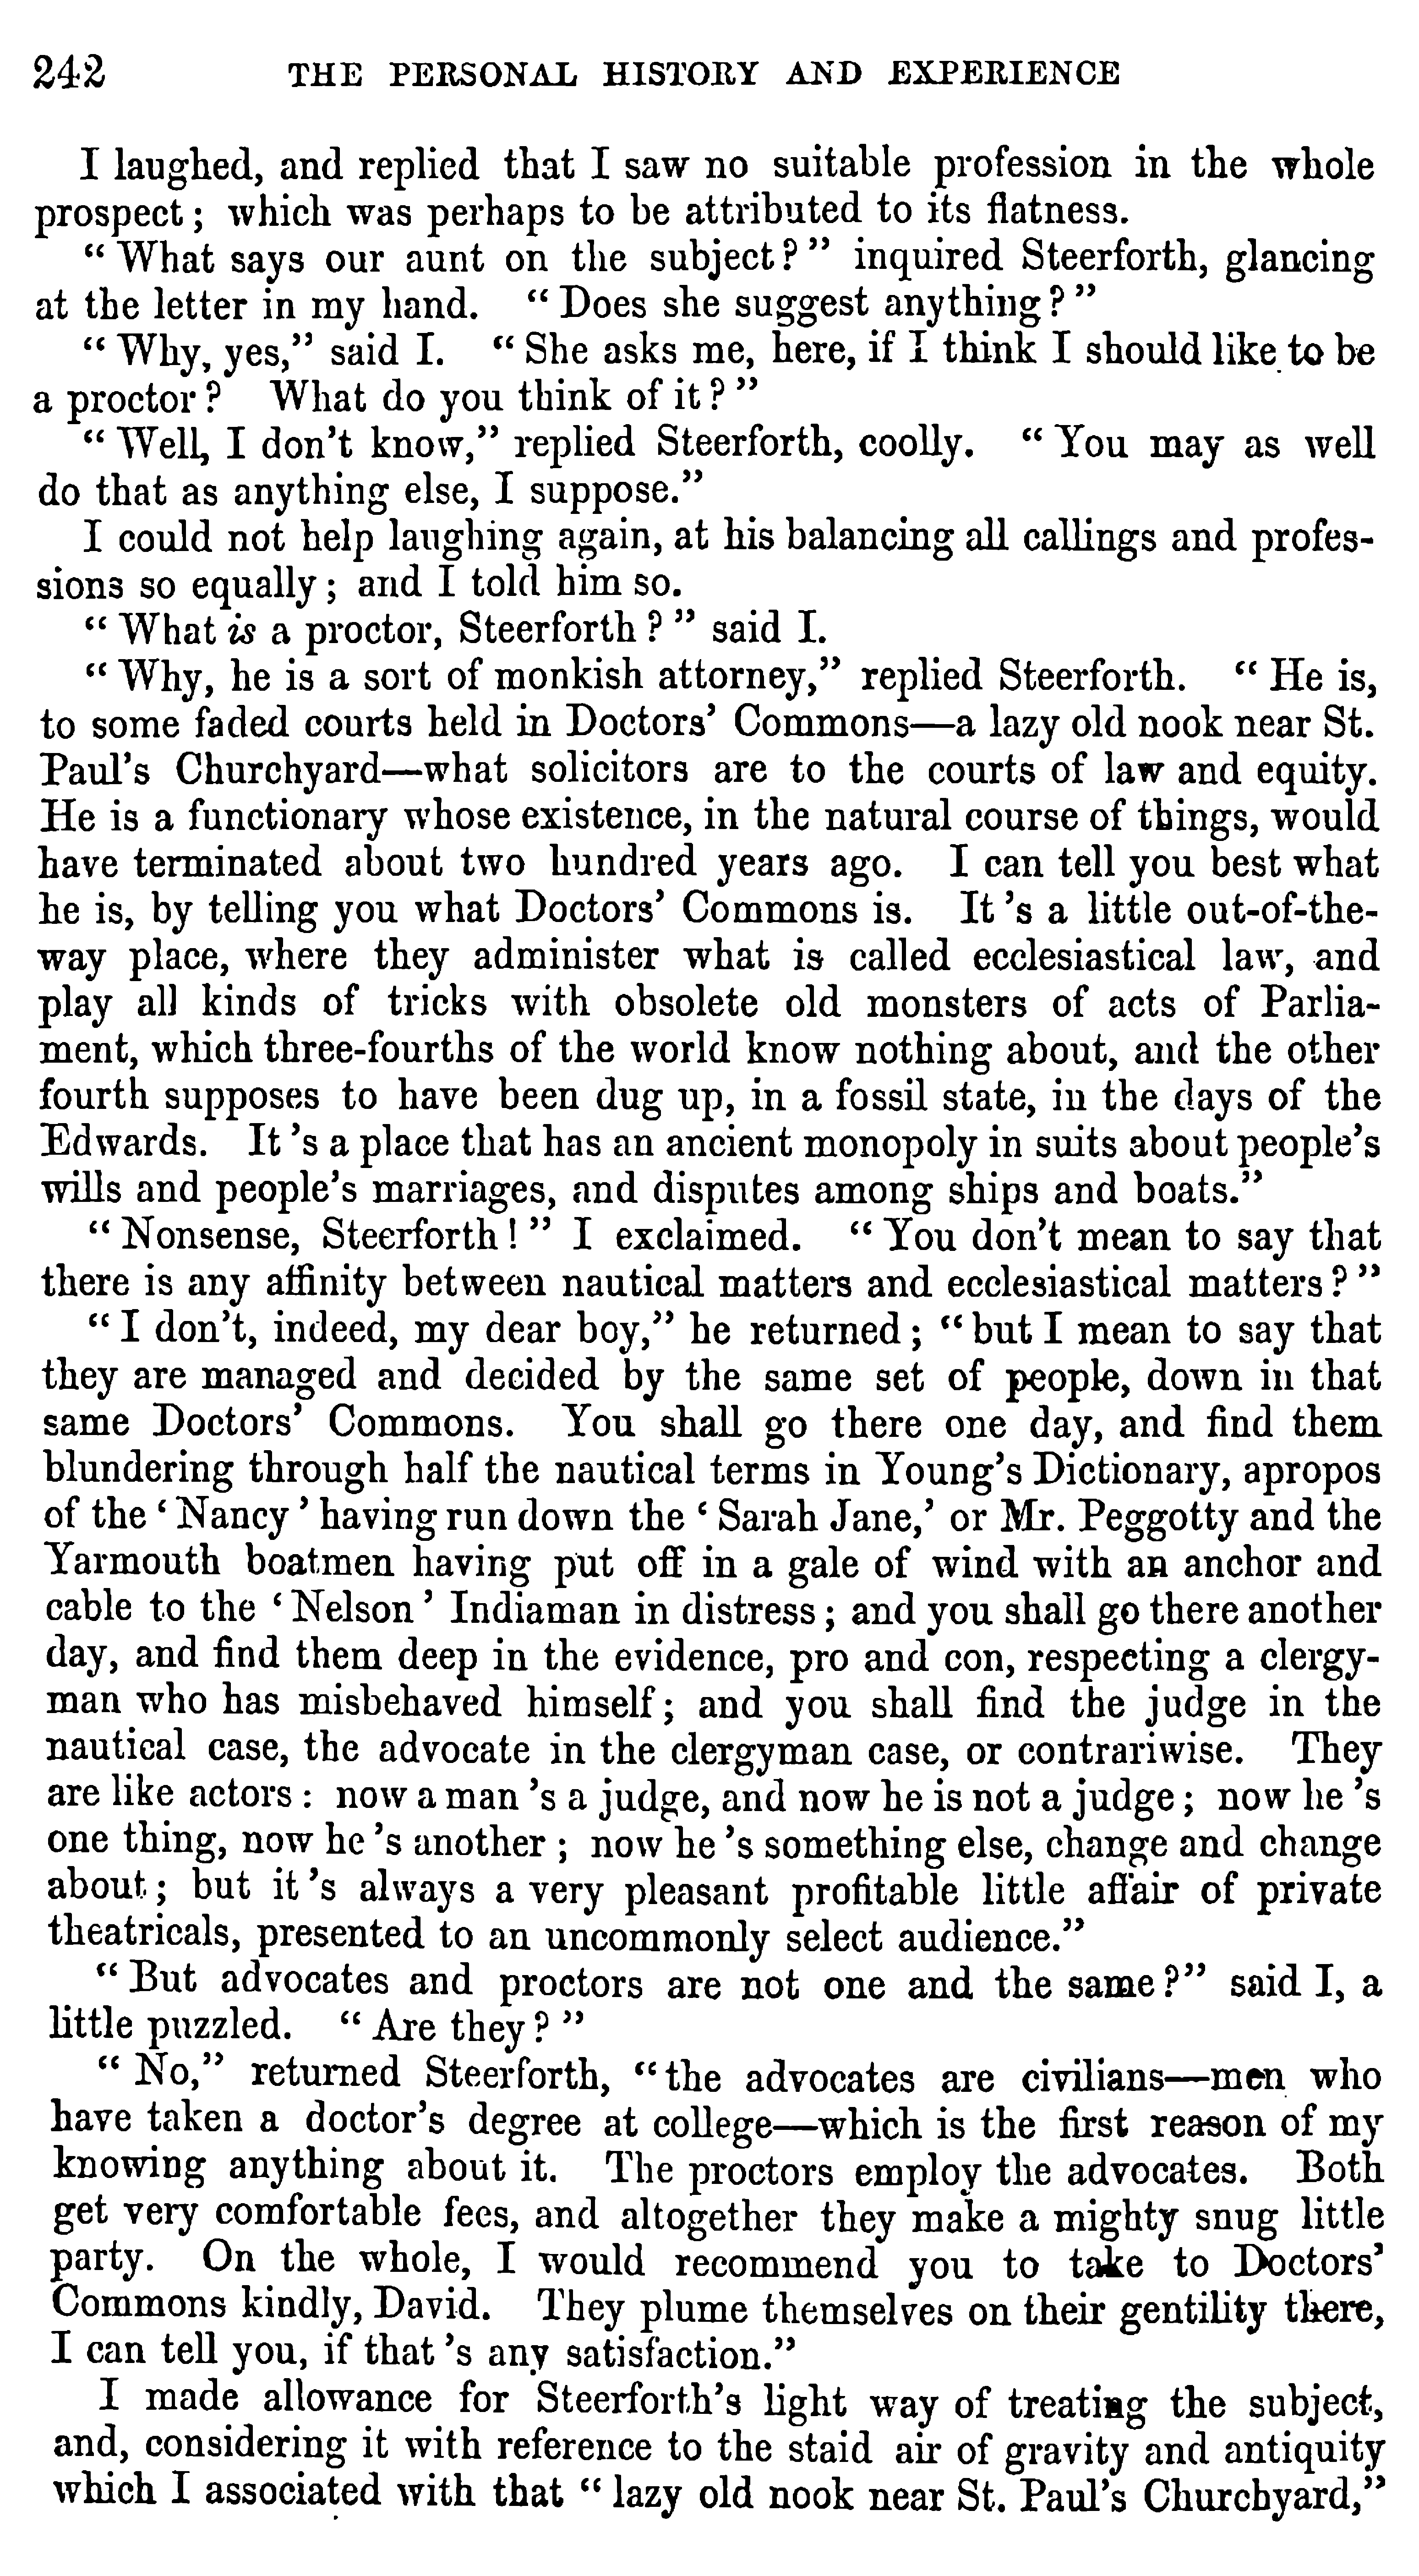 242 THE PERSONAL HISTORY AND EXPERIENCE
I laughed, and replied that I saw no suitable profession in the whole
prospect; which was perhaps to be attributed to its flatness.
"What says our aunt on the subject?" inquired Steerforth, glancing
at the letter in my hand. "Does she suggest anything?"
"Why, yes," said I. "She asks me, here, if I think I should like to be
a proctor? What do you think of it?"
"Well, I don't know," replied Steerforth, coolly. "You may as well
do that as anything else, I suppose."
I could not help laughing again, at his balancing all callings and profes-
sions so equally; and I told him so.
"What is a proctor, Steerforth?" said I.
"Why, he is a sort of monkish attorney," replied Steerforth. "He is,
to some faded courts held in Doctors' Commons—a lazy old nook near St.
Paul's Churchyard—what solicitors are to the courts of law and equity.
He is a functionary whose existence, in the natural course of things, would
have terminated about two hundred years ago. I can tell you best what
he is, by telling you what Doctors' Commons is. It's a little out-of-the-
way place, where they administer what is called ecclesiastical law, and
play all kinds of tricks with obsolete old monsters of acts of Parlia-
ment, which three-fourths of the world know nothing about, and the other
fourth supposes to have been dug up, in a fossil state, in the days of the
Edwards. It's a place that has an ancient monopoly in suits about people's
wills and people's marriages, and disputes among ships and boats."
"Nonsense, Steerforth!" I exclaimed. "You don't mean to say that
there is any affinity between nautical matters and ecclesiastical matters?"
"I don't, indeed, my dear boy," he returned; "but I mean to say that
they are managed and decided by the same set of people, down in that
same Doctors' Commons. You shall go there one day, and find them
blundering through half the nautical terms in Young's Dictionary, apropos
of the 'Nancy' having run down the 'Sarah Jane,' or Mr. Peggotty and the
Yarmouth boatmen having put off in a gale of wind with an anchor and
cable to the 'Nelson' Indiaman in distress; and you shall go there another
day, and find them deep in the evidence, pro and con, respecting a clergy-
man who has misbehaved himself; and you shall find the judge in the
nautical case, the advocate in the clergyman case, or contrariwise. They
are like actors: now a man's a judge, and now he is not a judge; now he's
one thing, now he's another; now he's something else, change and change
about; but it's always a very pleasant profitable little affair of private
theatricals, presented to an uncommonly select audience."
"But advocates and proctors are not one and the same?" said I, a
little puzzled. "Are they?"
"No," returned Steerforth, "the advocates are civilians—men who
have taken a doctor's degree at college—which is the first reason of my
knowing anything about it. The proctors employ the advocates. Both
get very comfortable fees, and altogether they make a mighty snug little
party. On the whole, I would recommend you to take to Doctors'
Commons kindly, David. They plume themselves on their gentility there,
I can tell you, if that's any satisfaction."
I made allowance for Steerforth's light way of treating the subject,
and, considering it with reference to the staid air of gravity and antiquity
which I associated with that "lazy old nook near St. Paul's Churchyard,"